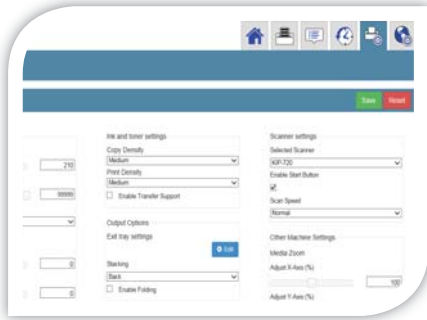 Save Reset
210
99999
0
0
Ink and toner settings
Copy Density
Medium
Print Density
Medium
Enable Transfer Support
Output Options
Exit tray settings
Edit
Stacking
Back
Enable Folding
Scanner settings
Selected Scanner
KIP-720
Enable Start Button
Scan Speed
Normal
Other Machine Settings
Media Zoom
Adjust X-Axis (%)
100
Adjust Y-Axis (%)